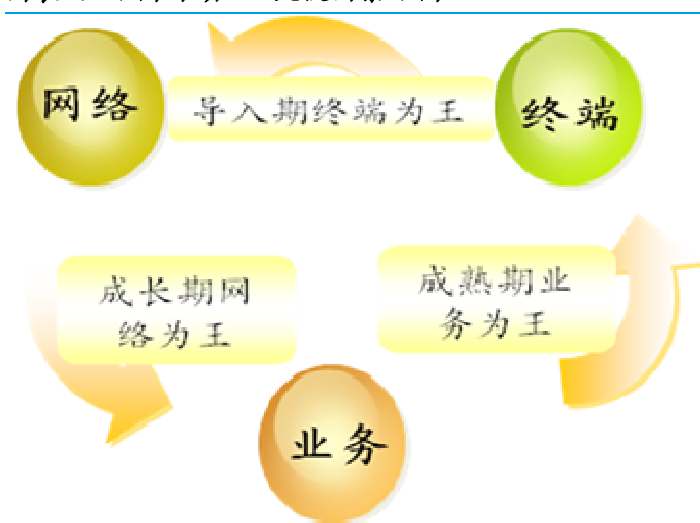 网络
导入期终端为王
终端
成长期网
络为王
成熟期业
务为王
业务